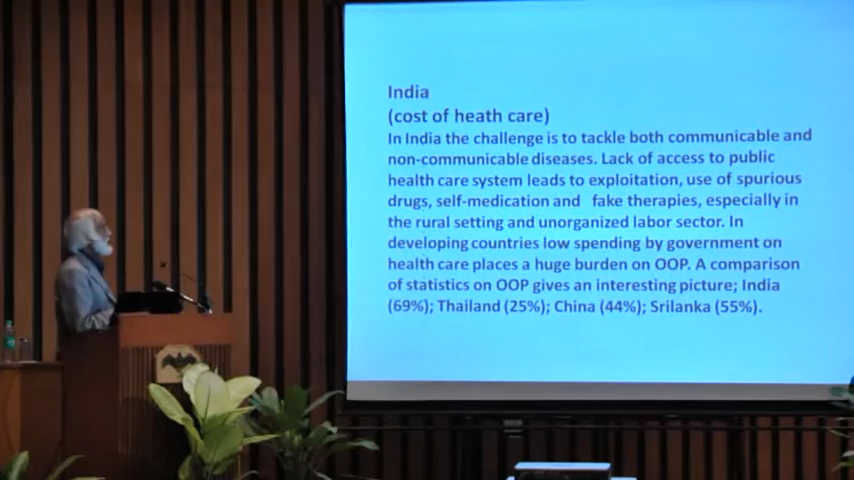 India
(cost of heath care)
In India the challenge is to tackle both communicable and
non-communicable diseases. Lack of access to public
health care system leads to exploitation, use of spurious
drugs, self-medication and fake therapies, especially in
the rural setting and unorganized labor sector. In
developing countries low spending by government on
health care places a huge burden on OOP. A comparison
of statistics on OOP gives an interesting picture; India
(69%); Thailand (25%); China (44%); Srilanka (55%).